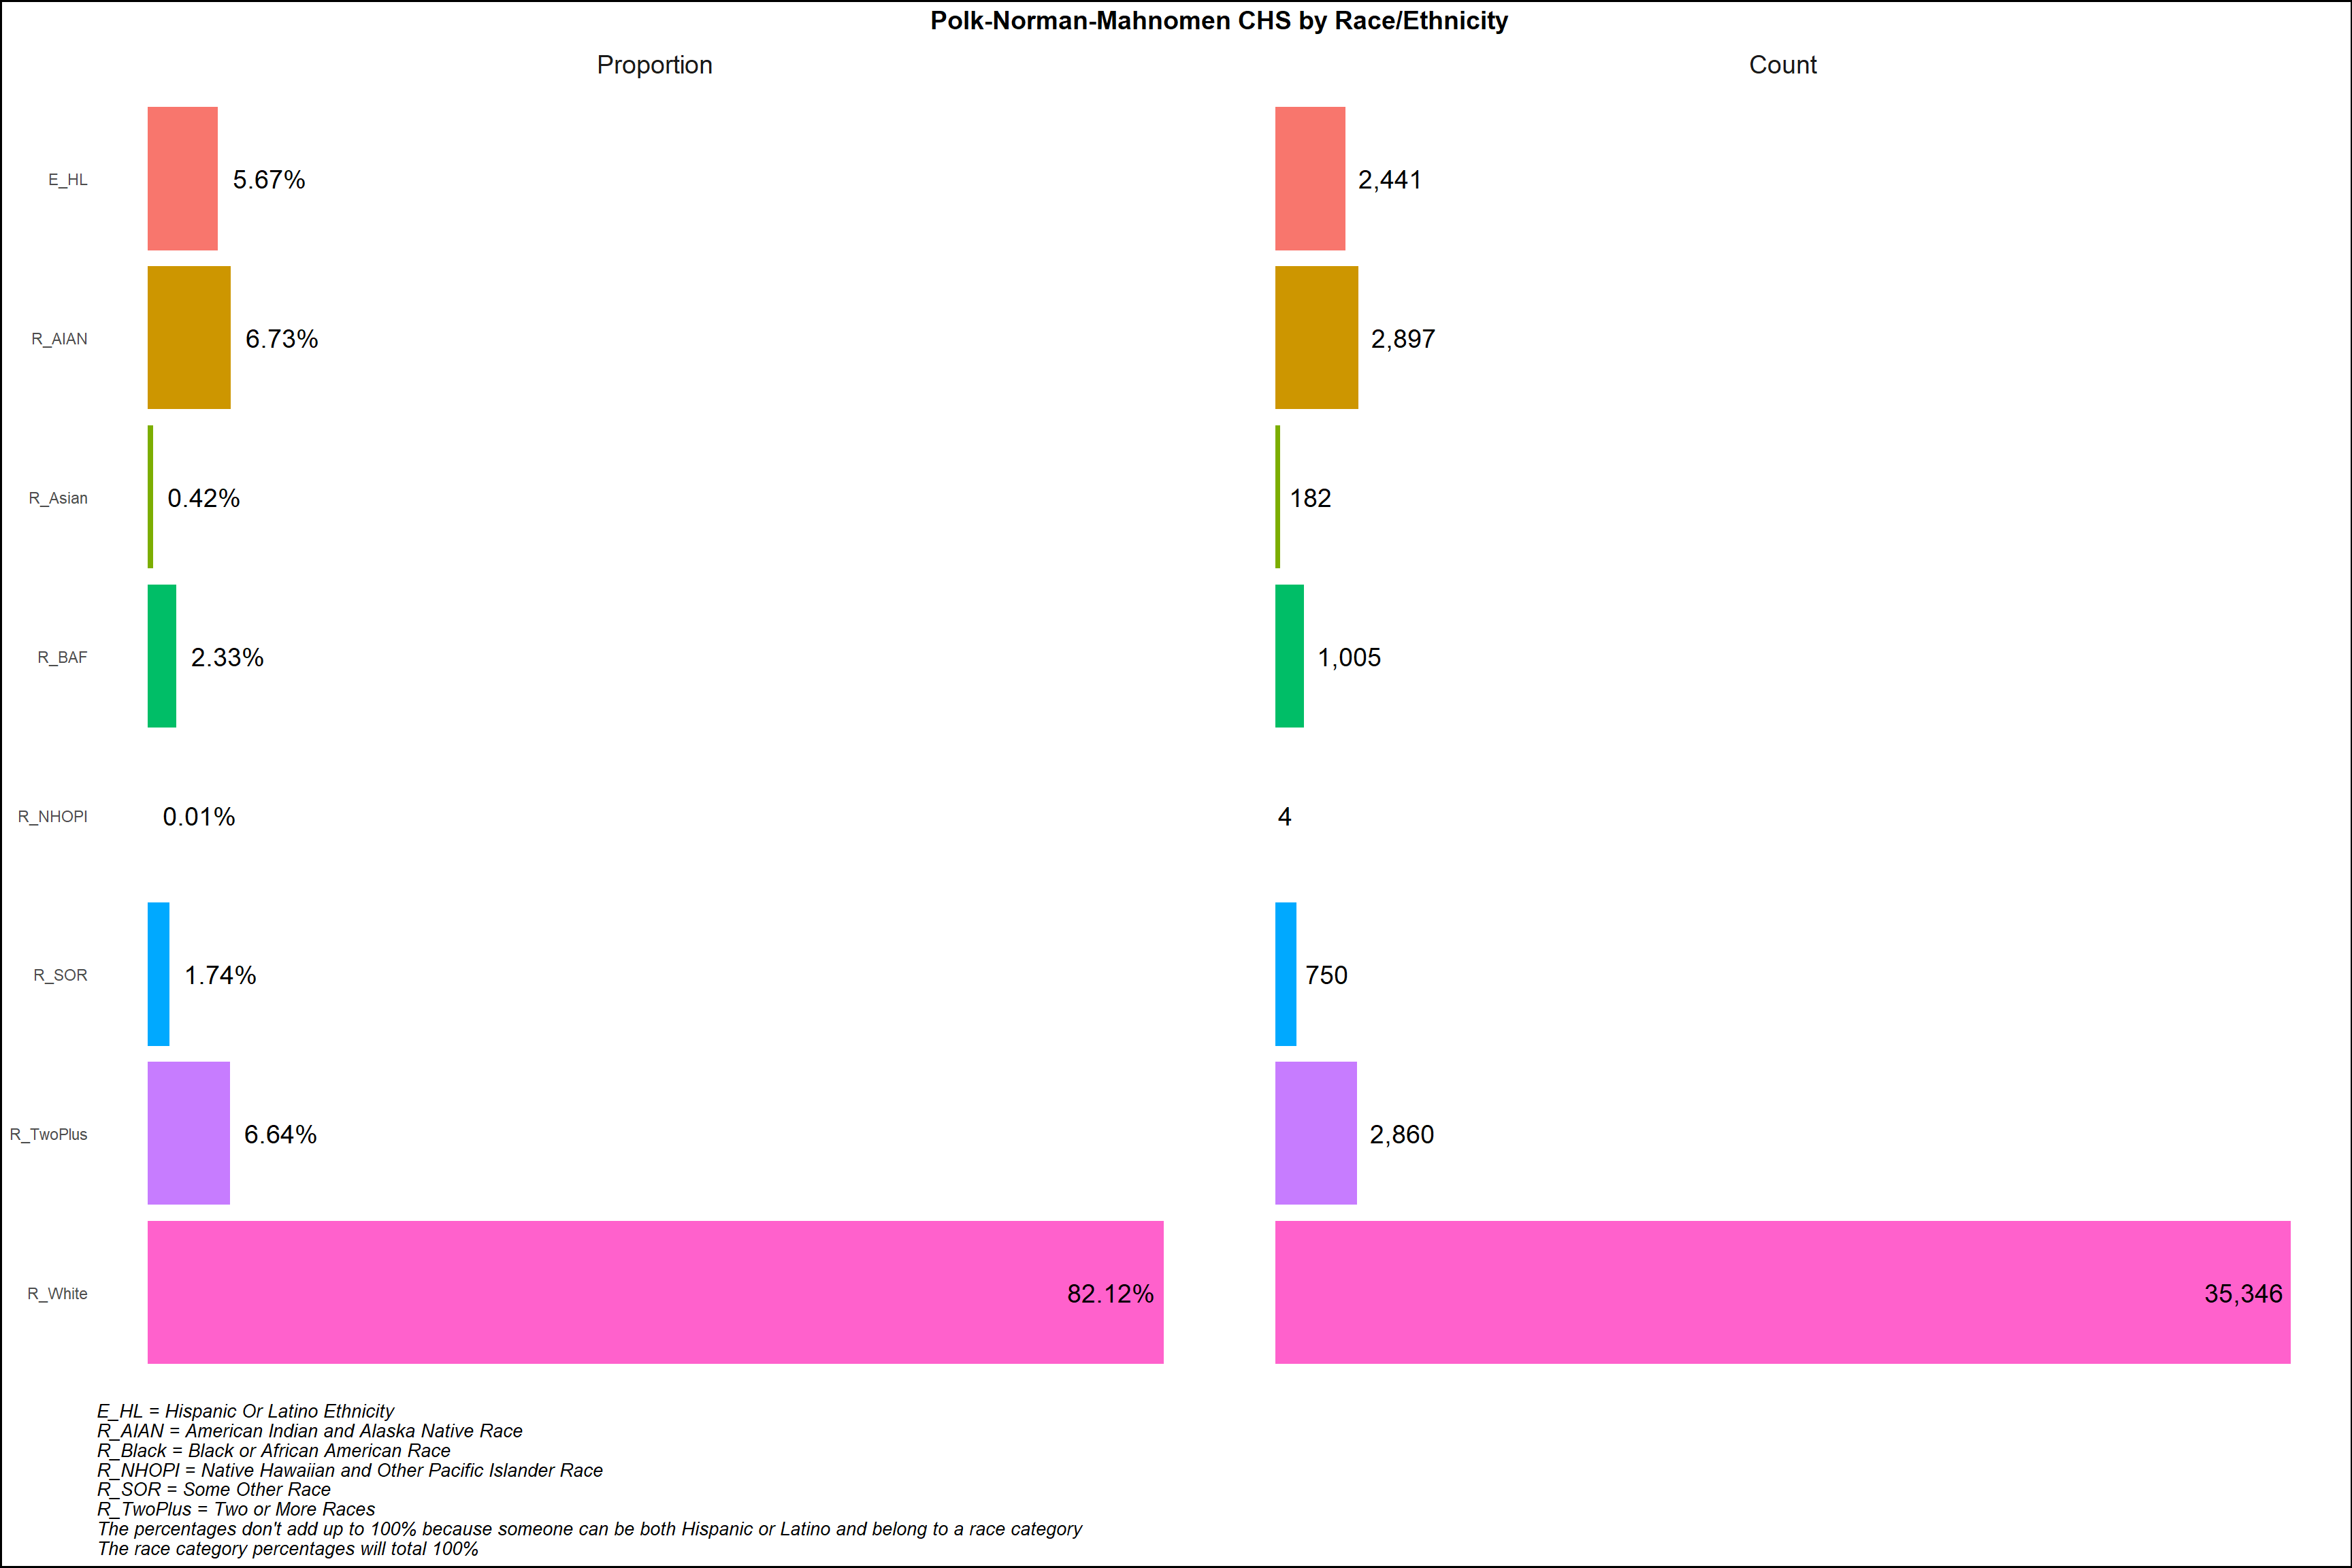 Polk-Norman-Mahnomen CHS by Race/Ethnicity
Proportion Count
E_HL 5.67% 2,441
R_AIAN 6.73% 2,897
R_Asian 0.42% 182
R_BAF 2.33% 1,005
R_NHOPI 0.01% 4
R_SOR 1.74% 750
R_TwoPlus 6.64% 2,860
R_White 82.12% 35,346
E_HL = Hispanic Or Latino Ethnicity
R_AIAN = American Indian and Alaska Native Race
R_Black = Black or African American Race
R_NHOPI = Native Hawaiian and Other Pacific Islander Race
R_SOR = Some Other Race
R_TwoPlus = Two or More Races
The percentages don't add up to 100% because someone can be both Hispanic or Latino and belong to a race category
The race category percentages will total 100%